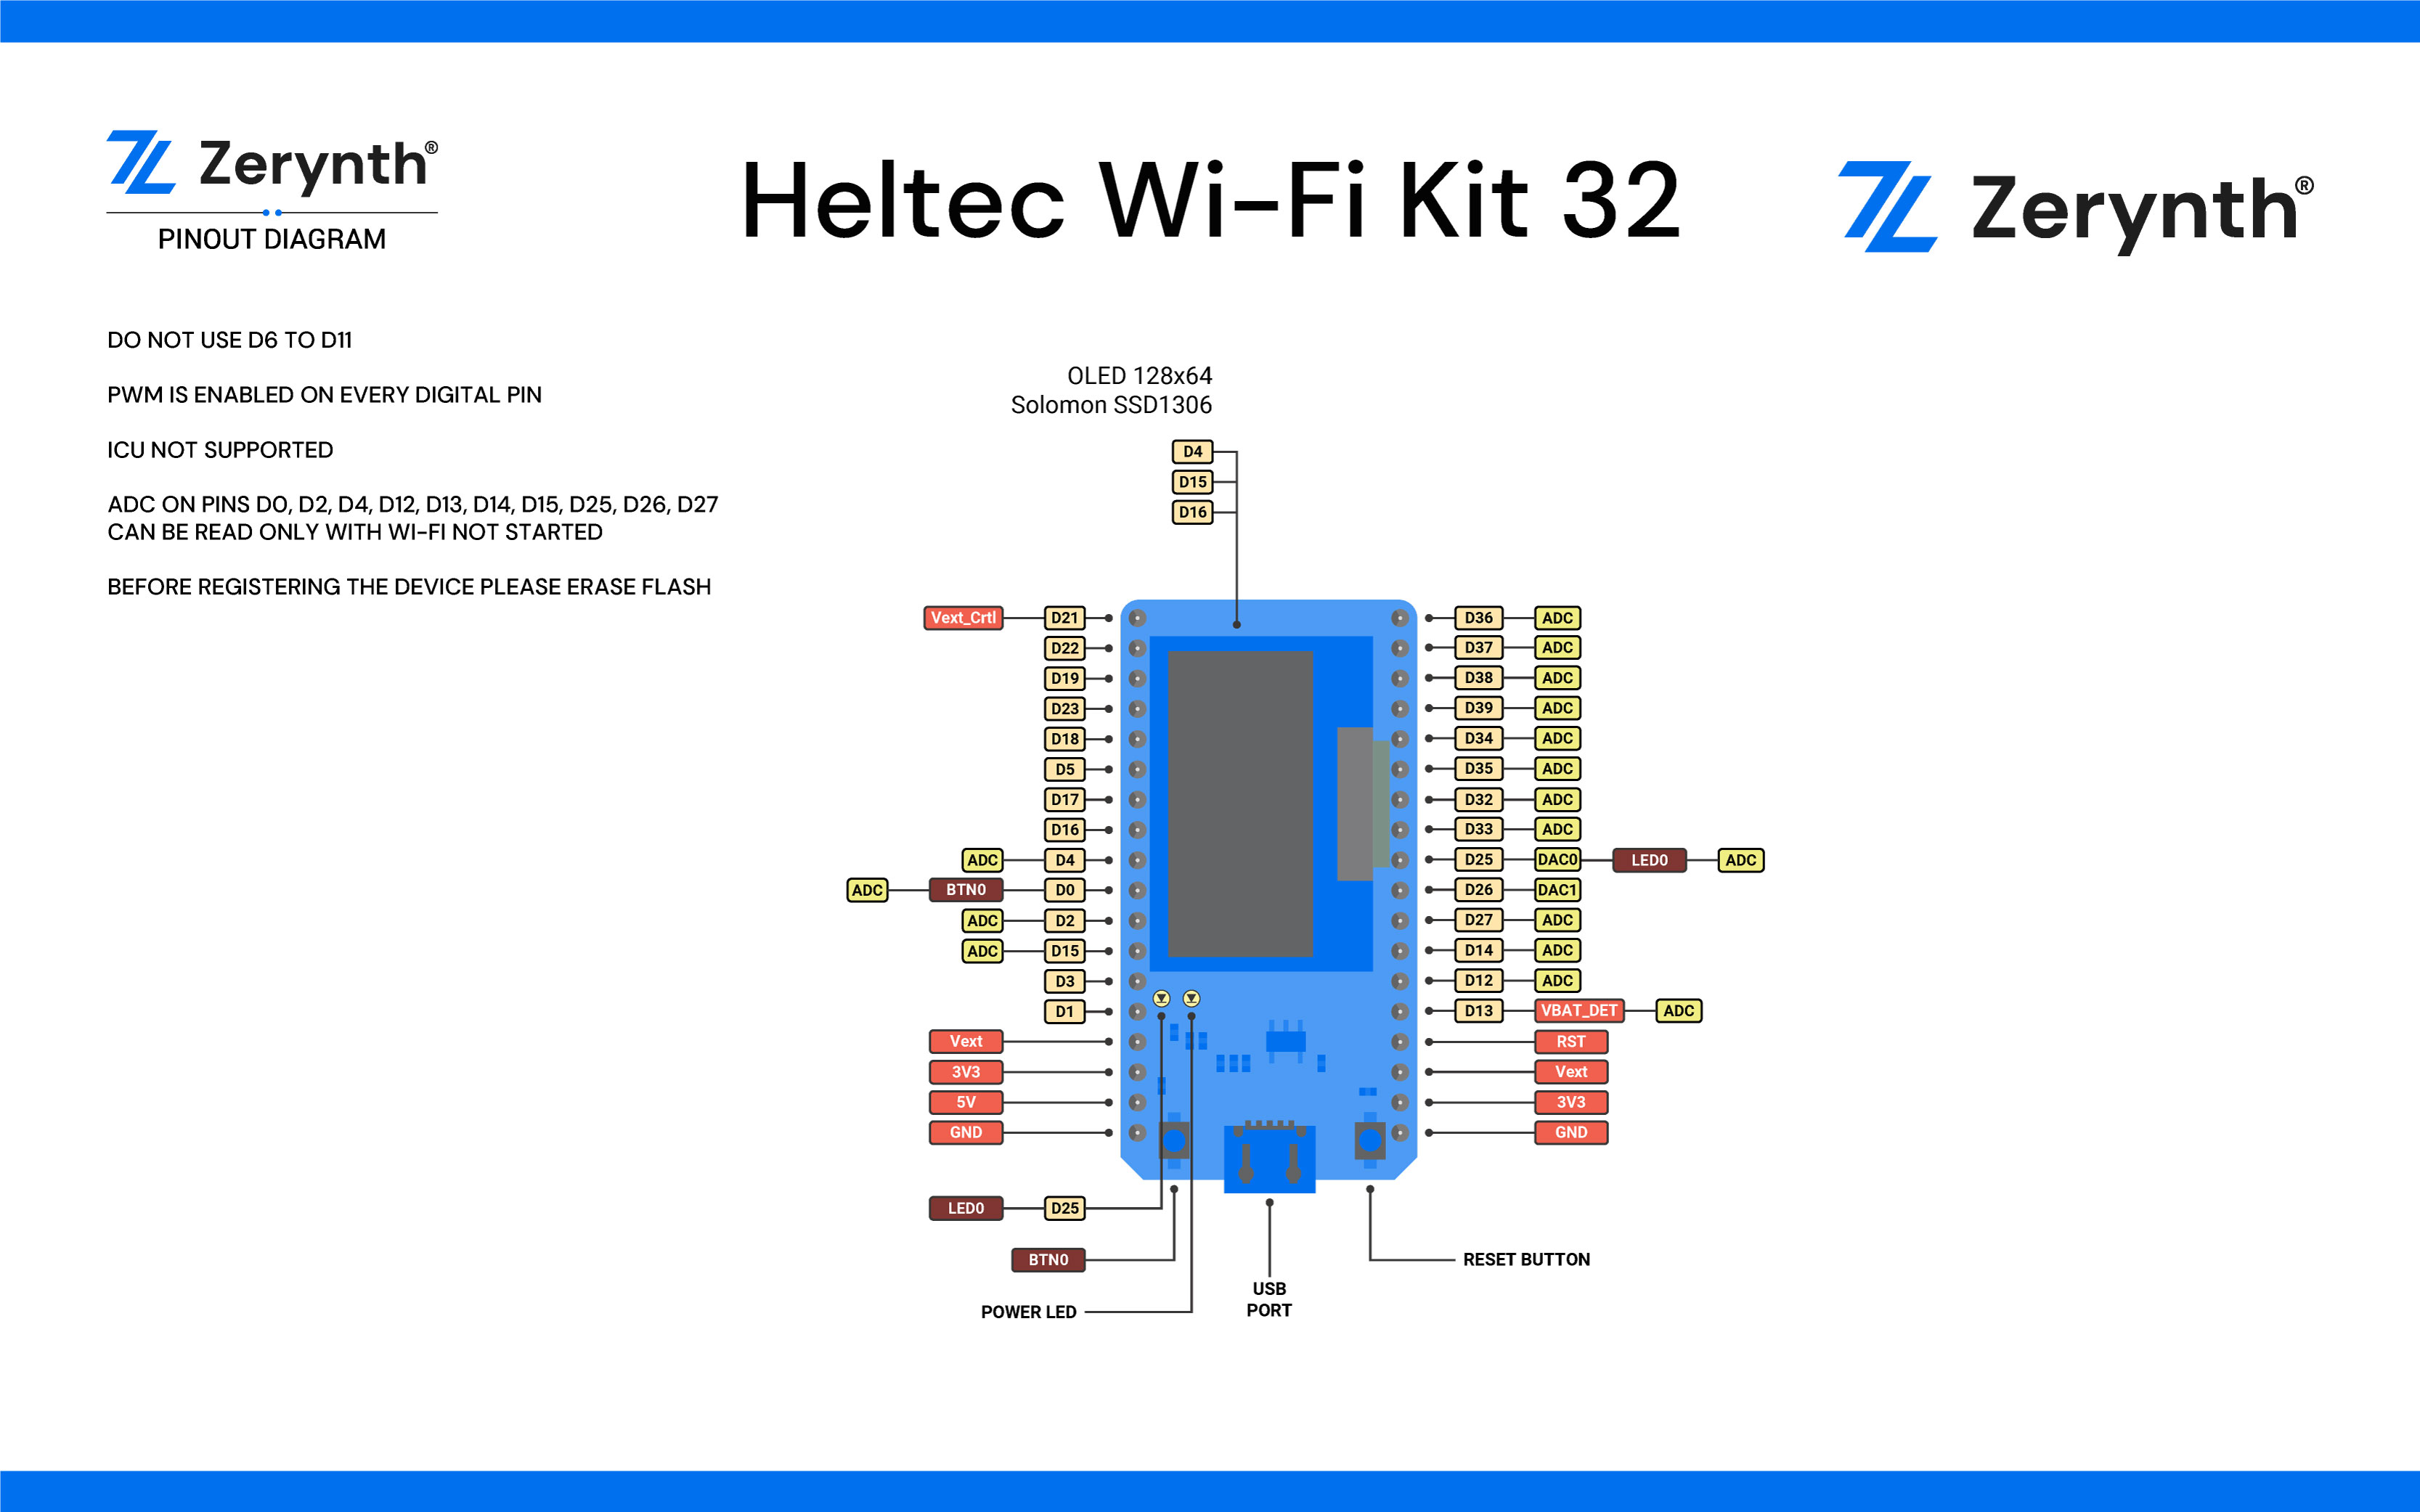 Zerynth®
PINOUT DIAGRAM
Heltec Wi-Fi Kit 32
Zerynth®
DO NOT USE D6 TO D11
PWM IS ENABLED ON EVERY DIGITAL PIN
ICU NOT SUPPORTED
ADC ON PINS D0, D2, D4, D12, D13, D14, D15, D25, D26, D27
CAN BE READ ONLY WITH WI-FI NOT STARTED
BEFORE REGISTERING THE DEVICE PLEASE ERASE FLASH
OLED 128x64
Solomon SSD1306
D4
D15
D16
Vext_Crtl D21
D22
D19
D23
D18
D5
D17
D16
ADC D4
ADC BTN0 D0
ADC D2
ADC D15
D3
D1
Vext
3V3
5V
GND
D36 ADC
D37 ADC
D38 ADC
D39 ADC
D34 ADC
D35 ADC
D32 ADC
D33 ADC
D25 DAC0 LED0 ADC
D26 DAC1
D27 ADC
D14 ADC
D12 ADC
D13 VBAT_DET ADC
RST
Vext
3V3
GND
LED0 D25
BTN0
POWER LED
USB
PORT
RESET BUTTON